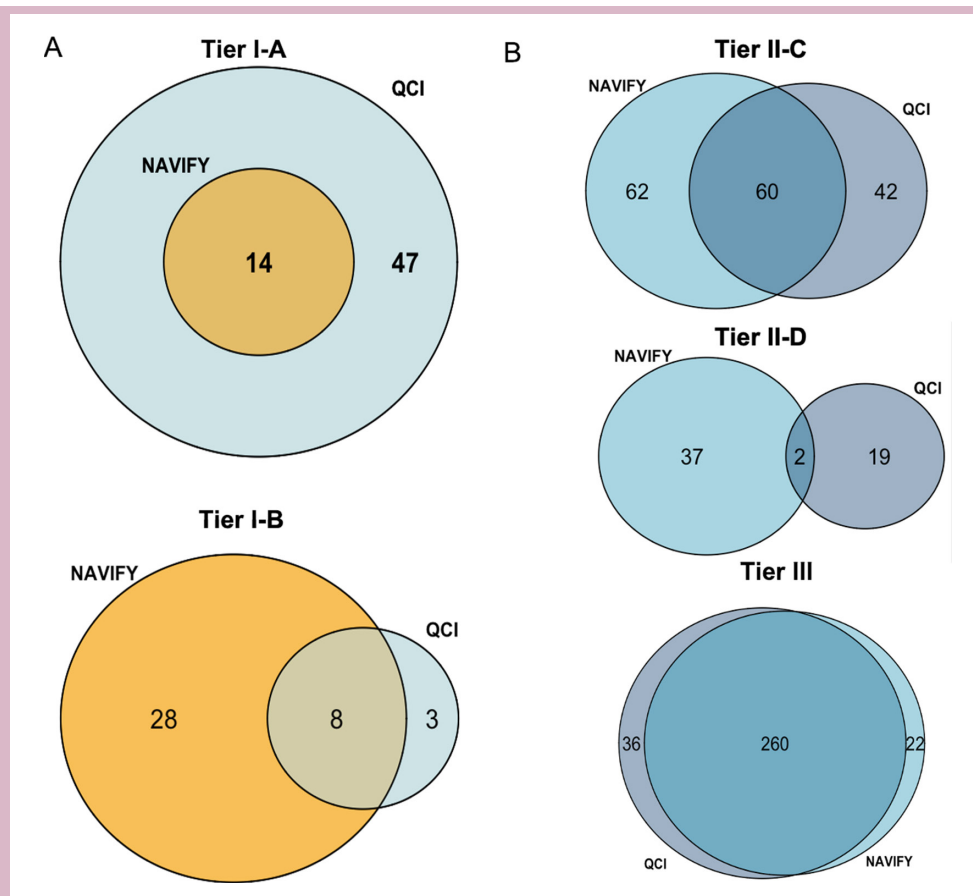 A
Tier I-A
QCI
NAVIFY
14
47
Tier I-B
NAVIFY
QCI
28
8
3
B
Tier II-C
NAVIFY
QCI
62
60
42
Tier II-D
NAVIFY
QCI
37
2
19
Tier III
36
260
22
QCI
NAVIFY